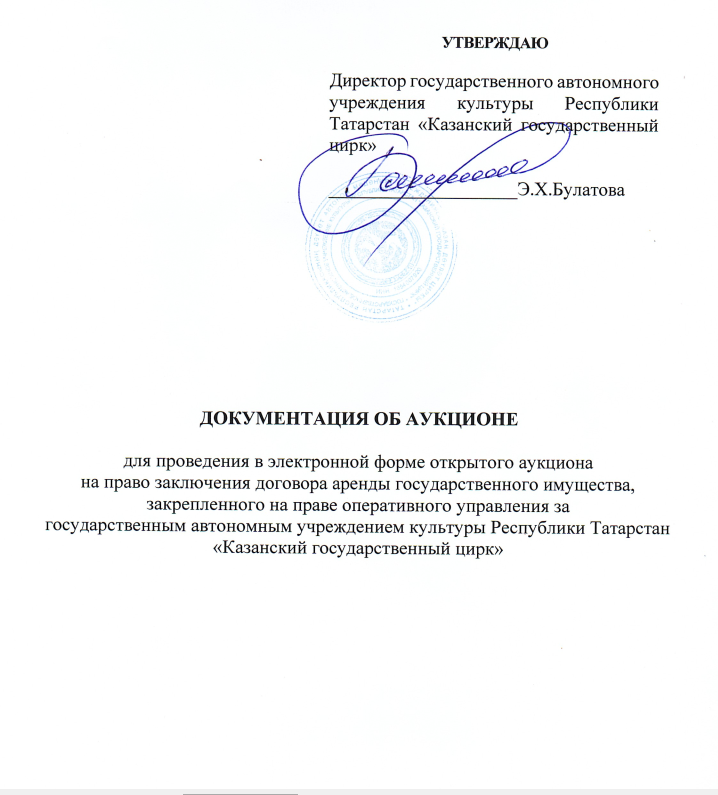 УТВЕРЖДАЮ
Директор государственного автономного
учреждения культуры Республики
Татарстан «Казанский государственный
цирк»
Э.Х.Булатова
ДОКУМЕНТАЦИЯ ОБ АУКЦИОНЕ
для проведения в электронной форме открытого аукциона
на право заключения договора аренды государственного имущества,
закрепленного на праве оперативного управления за
государственным автономным учреждением культуры Республики Татарстан
«Казанский государственный цирк»